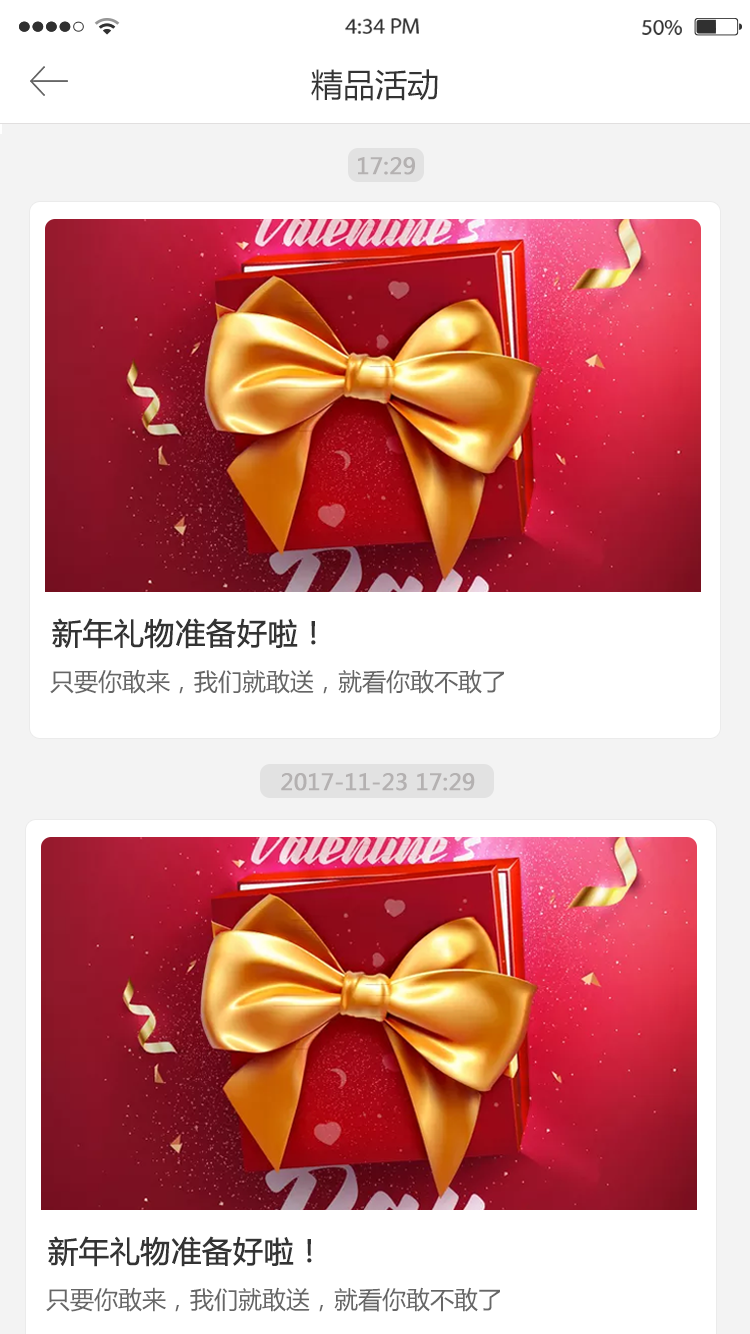 4:34 PM
50%
精品活动
17:29
Valentine's
Day
新年礼物准备好啦！
只要你敢来，我们就敢送，就看你敢不敢了
2017-11-23 17:29
Valentine's
Day
新年礼物准备好啦！
只要你敢来，我们就敢送，就看你敢不敢了